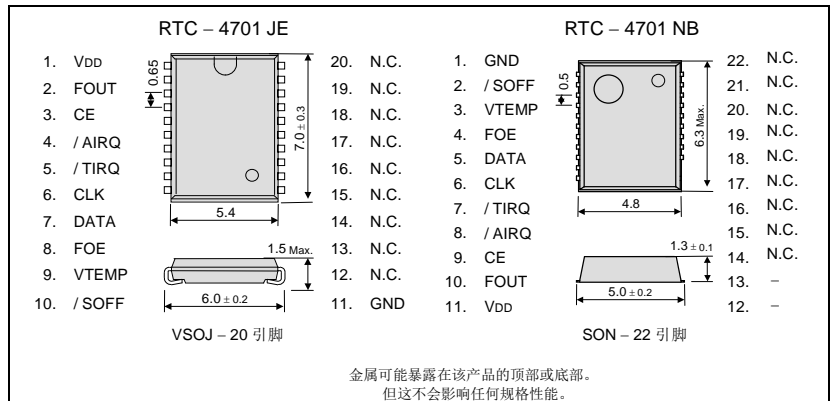 RTC – 4701 JE
1. VDD
2. FOUT
3. CE
4. / AIRQ
5. / TIRQ
6. CLK
7. DATA
8. FOE
9. VTEMP
10. / SOFF
0.65
7.0 ± 0.3
5.4
1.5 Max.
6.0 ± 0.2
20. N.C.
19. N.C.
18. N.C.
17. N.C.
16. N.C.
15. N.C.
14. N.C.
13. N.C.
12. N.C.
11. GND
VSOJ – 20 引脚
RTC – 4701 NB
1. GND
2. / SOFF
3. VTEMP
4. FOE
5. DATA
6. CLK
7. / TIRQ
8. / AIRQ
9. CE
10. FOUT
11. VDD
0.5
6.3 Max.
4.8
1.3 ± 0.1
5.0 ± 0.2
22. N.C.
21. N.C.
20. N.C.
19. N.C.
18. N.C.
17. N.C.
16. N.C.
15. N.C.
14. N.C.
13. –
12. –
SON – 22 引脚
金属可能暴露在该产品的顶部或底部。
但这不会影响任何规格性能。